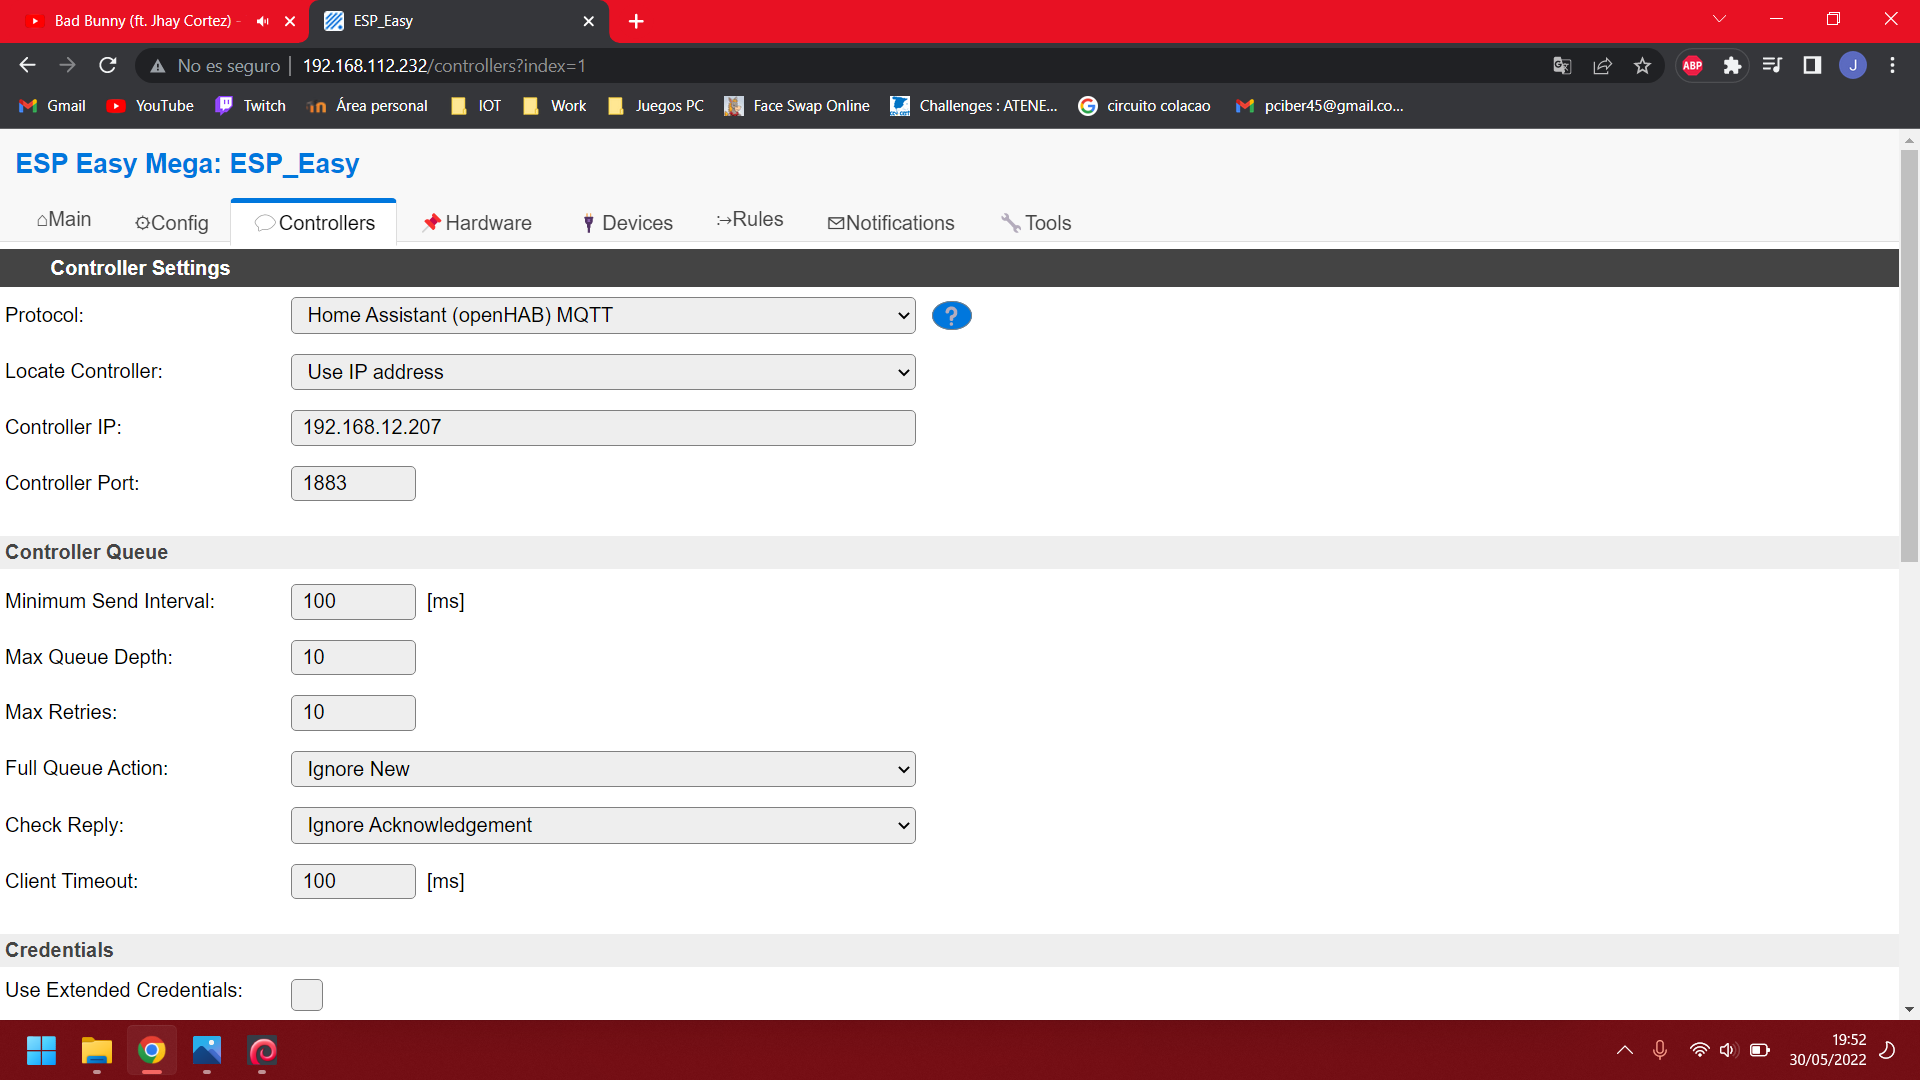 Bad Bunny (ft. Jhay Cortez) -
ESP_Easy
No es seguro | 192.168.112.232/controllers?index=1
ABP
J
Gmail YouTube Twitch Área personal IOT Work Juegos PC Face Swap Online Challenges : ATENE... circuito colacao pciber45@gmail.co...
ESP Easy Mega: ESP_Easy
Main Config Controllers Hardware Devices Rules Notifications Tools
Controller Settings
Protocol: Home Assistant (openHAB) MQTT ?
Locate Controller: Use IP address
Controller IP: 192.168.12.207
Controller Port: 1883
Controller Queue
Minimum Send Interval: 100 [ms]
Max Queue Depth: 10
Max Retries: 10
Full Queue Action: Ignore New
Check Reply: Ignore Acknowledgement
Client Timeout: 100 [ms]
Credentials
Use Extended Credentials:
19:52
30/05/2022